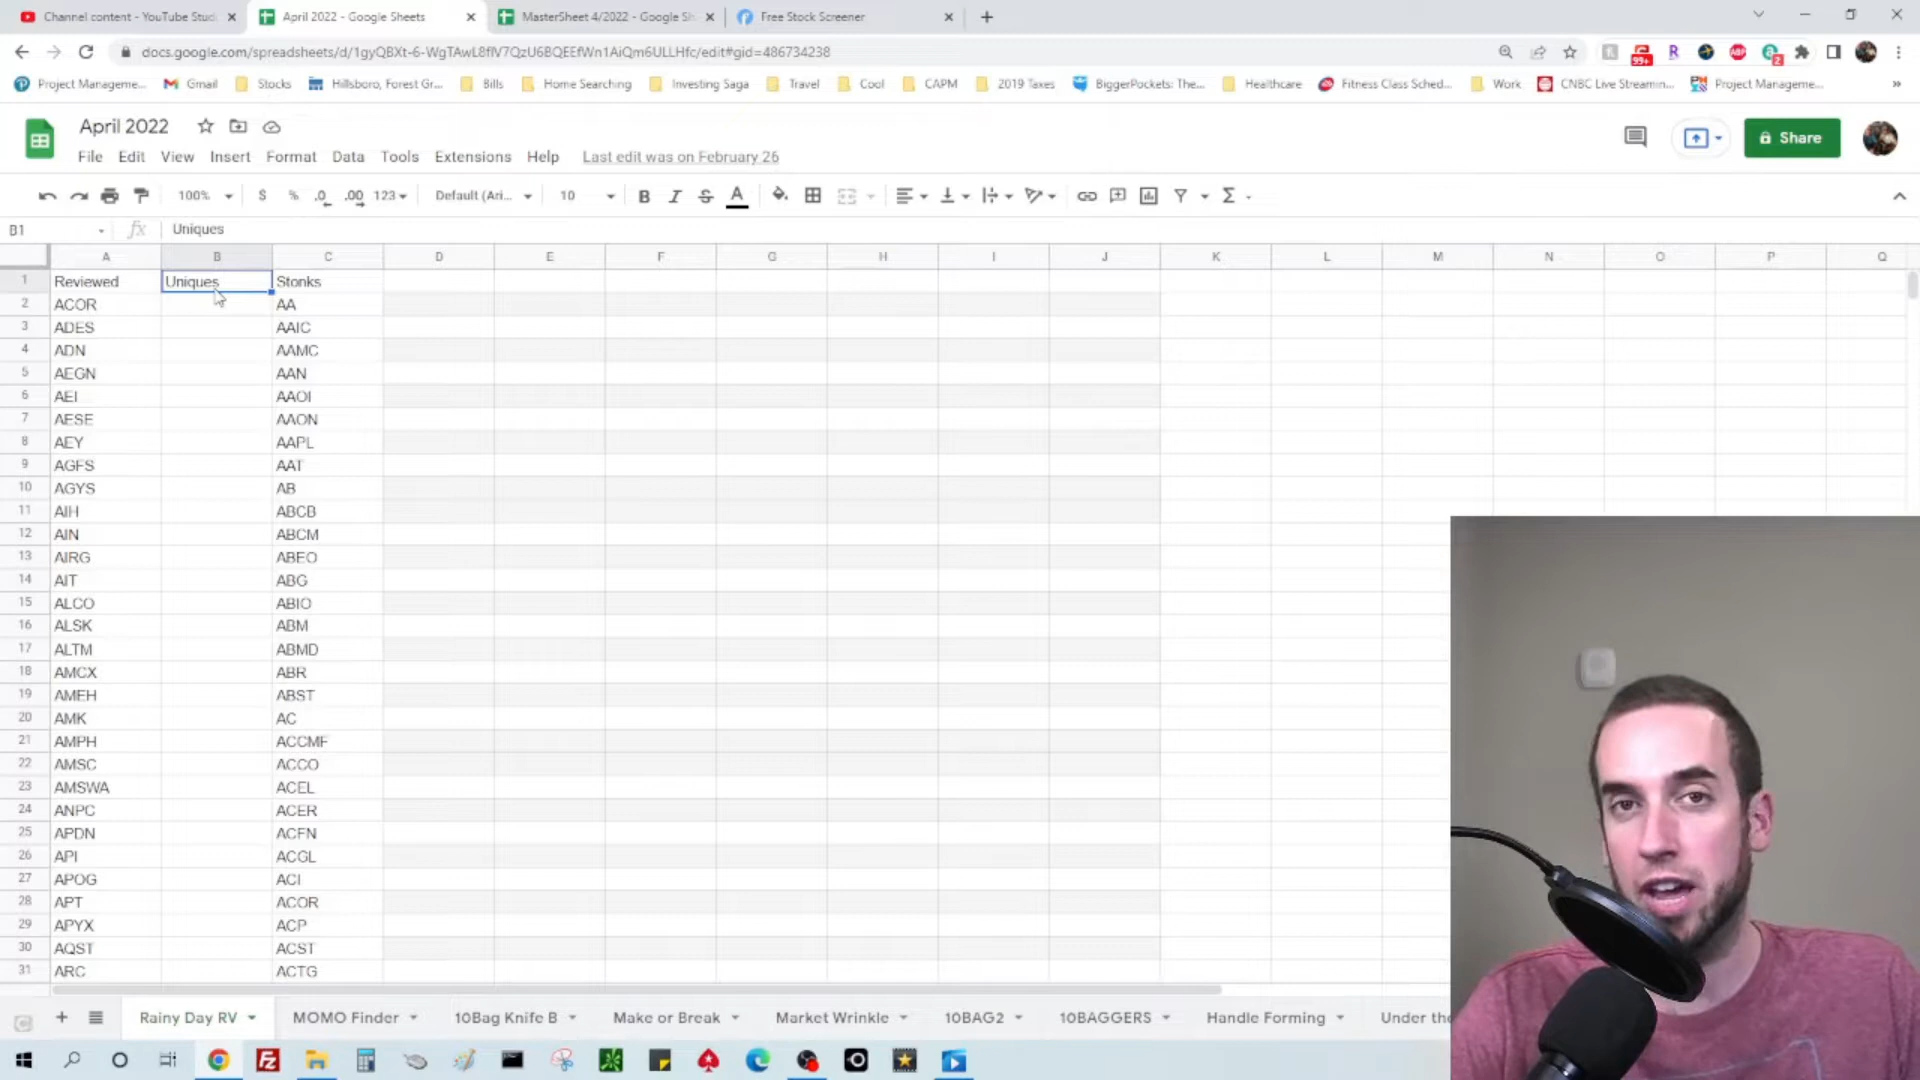 Channel content - YouTube Stud
April 2022 - Google Sheets
MasterSheet 4/2022 - Google Sh
Free Stock Screener
docs.google.com/spreadsheets/d/1gyQBXt-6-WgTAwL8flV7QzU6BQEEfWn1AiQm6ULLHfc/edit#gid=486734238
99+
ABP
2
Project Manageme...
Gmail
Stocks
Hillsboro, Forest Gr...
Bills
Home Searching
Investing Saga
Travel
Cool
CAPM
2019 Taxes
BiggerPockets: The...
Healthcare
Fitness Class Sched...
Work
CNBC Live Streamin...
Project Manageme...
April 2022
File Edit View Insert Format Data Tools Extensions Help Last edit was on February 26
Share
100% $ % .0 .00 123 Default (Ari... 10 B I S A
B1 fx Uniques
A B C D E F G H I J K L M N O P Q
1 Reviewed Uniques Stonks
2 ACOR AA
3 ADES AAIC
4 ADN AAMC
5 AEGN AAN
6 AEI AAOI
7 AESE AAON
8 AEY AAPL
9 AGFS AAT
10 AGYS AB
11 AIH ABCB
12 AIN ABCM
13 AIRG ABEO
14 AIT ABG
15 ALCO ABIO
16 ALSK ABM
17 ALTM ABMD
18 AMCX ABR
19 AMEH ABST
20 AMK AC
21 AMPH ACCMF
22 AMSC ACCO
23 AMSWA ACEL
24 ANPC ACER
25 APDN ACFN
26 API ACGL
27 APOG ACI
28 APT ACOR
29 APYX ACP
30 AQST ACST
31 ARC ACTG
Rainy Day RV
MOMO Finder
10Bag Knife B
Make or Break
Market Wrinkle
10BAG2
10BAGGERS
Handle Forming
Under the